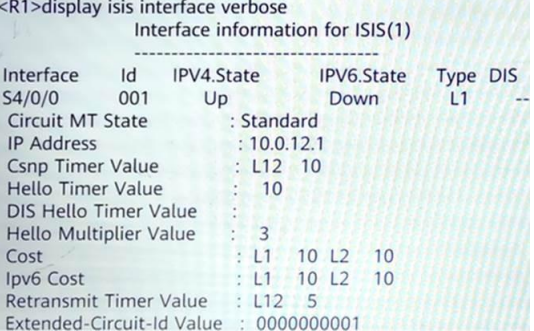 <R1>display isis interface verbose
Interface information for ISIS(1)
---------------------------------
Interface Id IPV4.State IPV6.State Type DIS
S4/0/0 001 Up Down L1 --
Circuit MT State : Standard
IP Address : 10.0.12.1
Csnp Timer Value : L12 10
Hello Timer Value : 10
DIS Hello Timer Value :
Hello Multiplier Value : 3
Cost : L1 10 L2 10
Ipv6 Cost : L1 10 L2 10
Retransmit Timer Value : L12 5
Extended-Circuit-Id Value : 0000000001